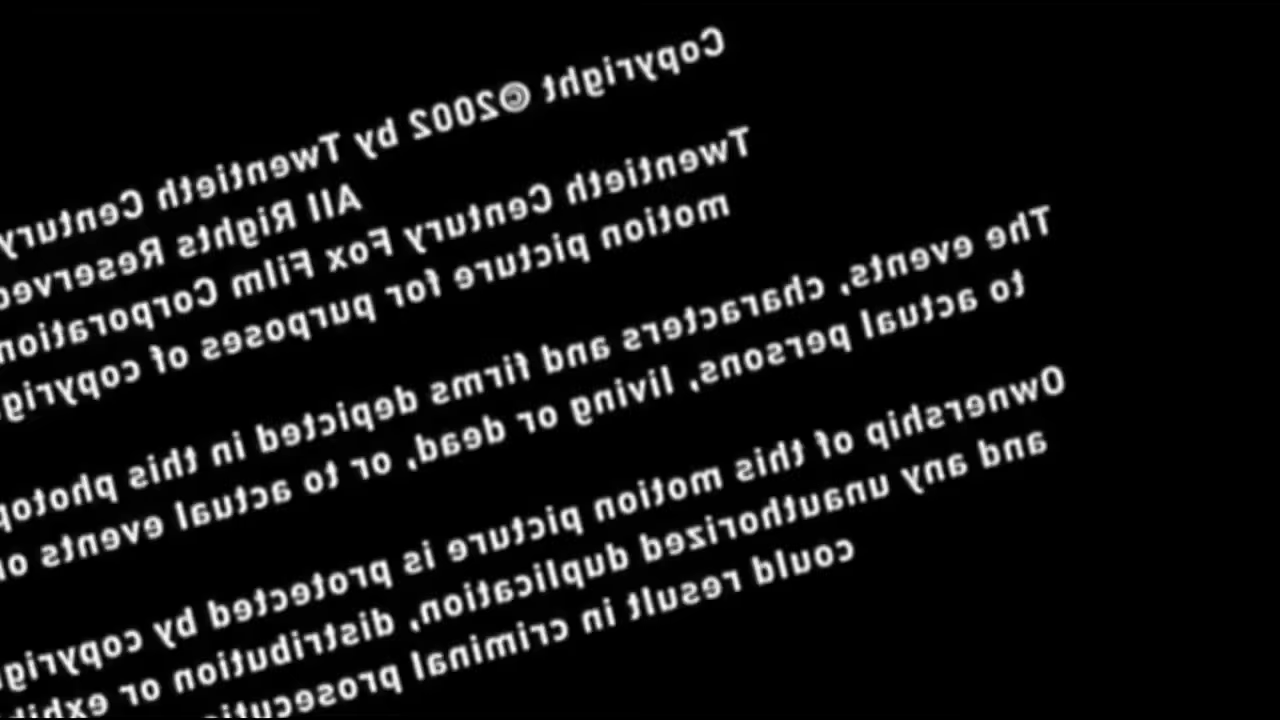 Copyright ©2002 by Twentieth Century
All Rights Reserved
Twentieth Century Fox Film Corporation
motion picture for purposes of
The events, characters and firms depicted in this
to actual persons, living or dead, or to actual events
Ownership of this motion picture is protected by
and any unauthorized duplication, distribution or
could result in criminal